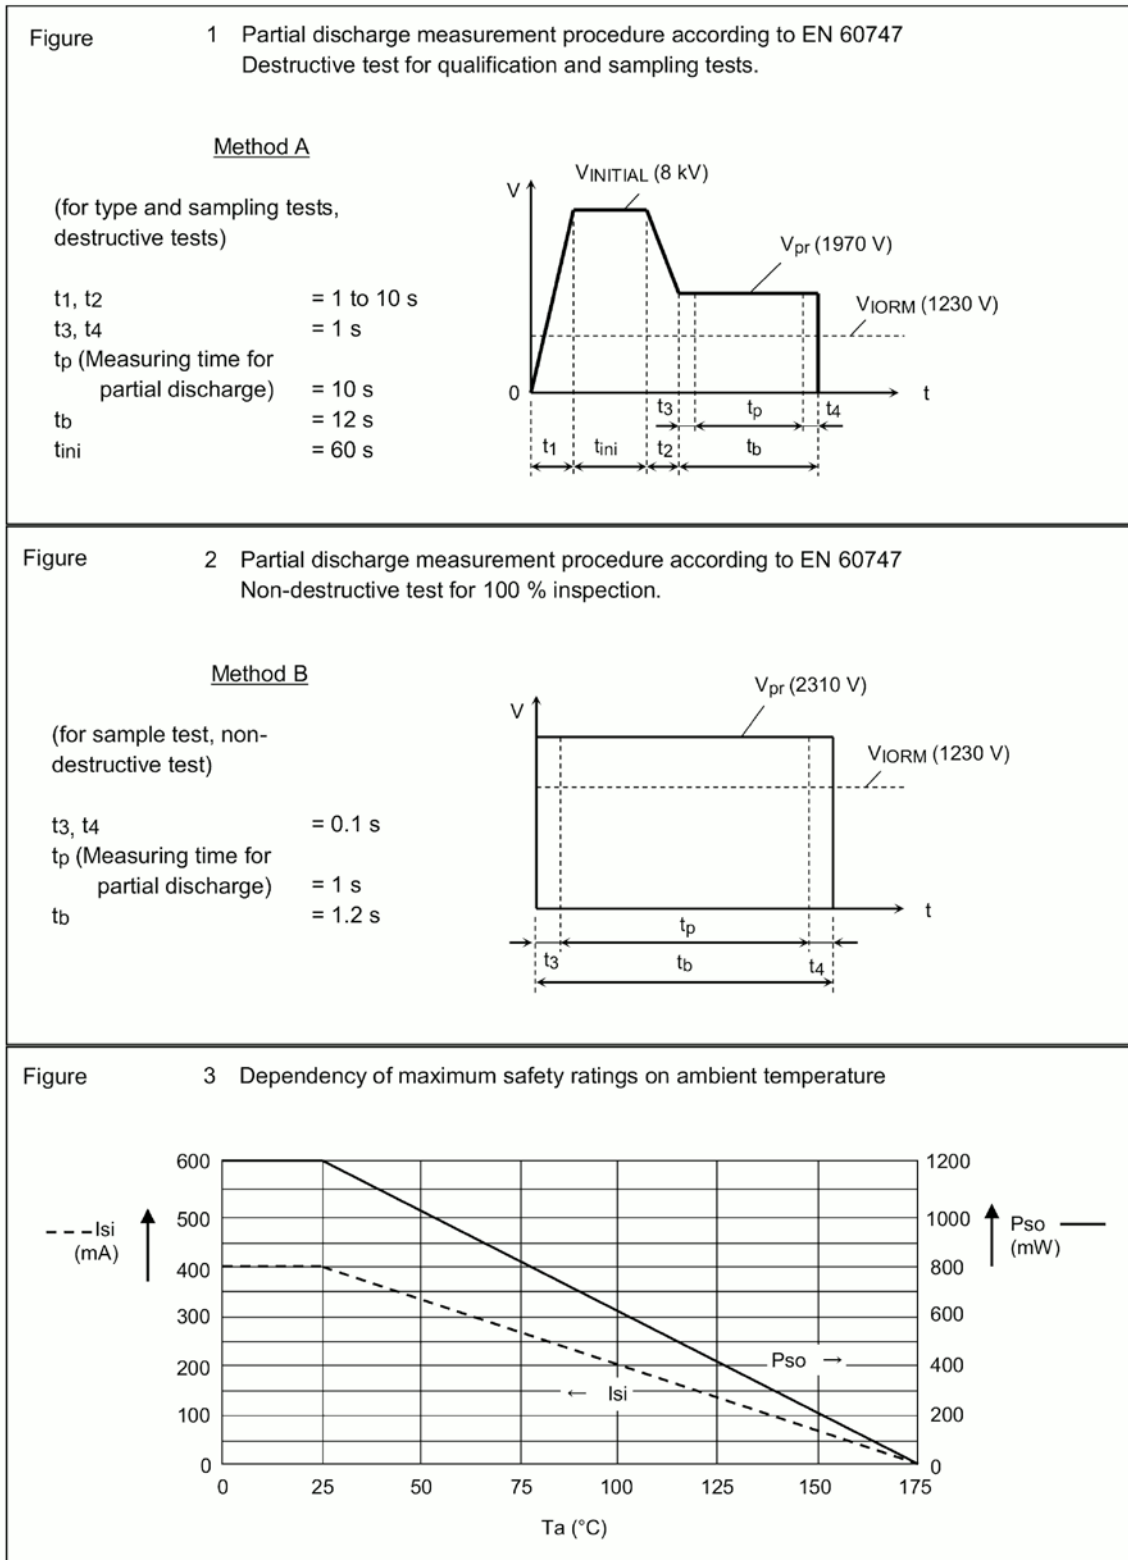 Figure 1 Partial discharge measurement procedure according to EN 60747
Destructive test for qualification and sampling tests.
Method A
(for type and sampling tests,
destructive tests)
t1, t2 = 1 to 10 s
t3, t4 = 1 s
tp (Measuring time for
partial discharge) = 10 s
tb = 12 s
tini = 60 s
V
VINITIAL (8 kV)
Vpr (1970 V)
VIORM (1230 V)
0
t
t3 tp t4
t1 tini t2 tb
Figure 2 Partial discharge measurement procedure according to EN 60747
Non-destructive test for 100 % inspection.
Method B
(for sample test, non-
destructive test)
t3, t4 = 0.1 s
tp (Measuring time for
partial discharge) = 1 s
tb = 1.2 s
V
Vpr (2310 V)
VIORM (1230 V)
t
tp
t3 tb t4
Figure 3 Dependency of maximum safety ratings on ambient temperature
600
500
400
300
200
100
0
Isi
(mA)
1200
1000
800
600
400
200
0
Pso
(mW)
Pso →
← Isi
0 25 50 75 100 125 150 175
Ta (°C)